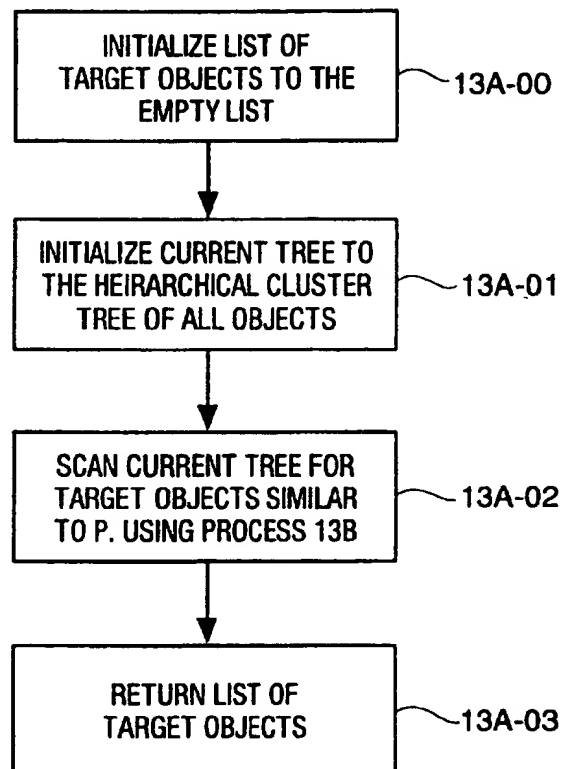 INITIALIZE LIST OF
TARGET OBJECTS TO THE
EMPTY LIST
13A-00
INITIALIZE CURRENT TREE TO
THE HEIRARCHICAL CLUSTER
TREE OF ALL OBJECTS
13A-01
SCAN CURRENT TREE FOR
TARGET OBJECTS SIMILAR
TO P. USING PROCESS 13B
13A-02
RETURN LIST OF
TARGET OBJECTS
13A-03